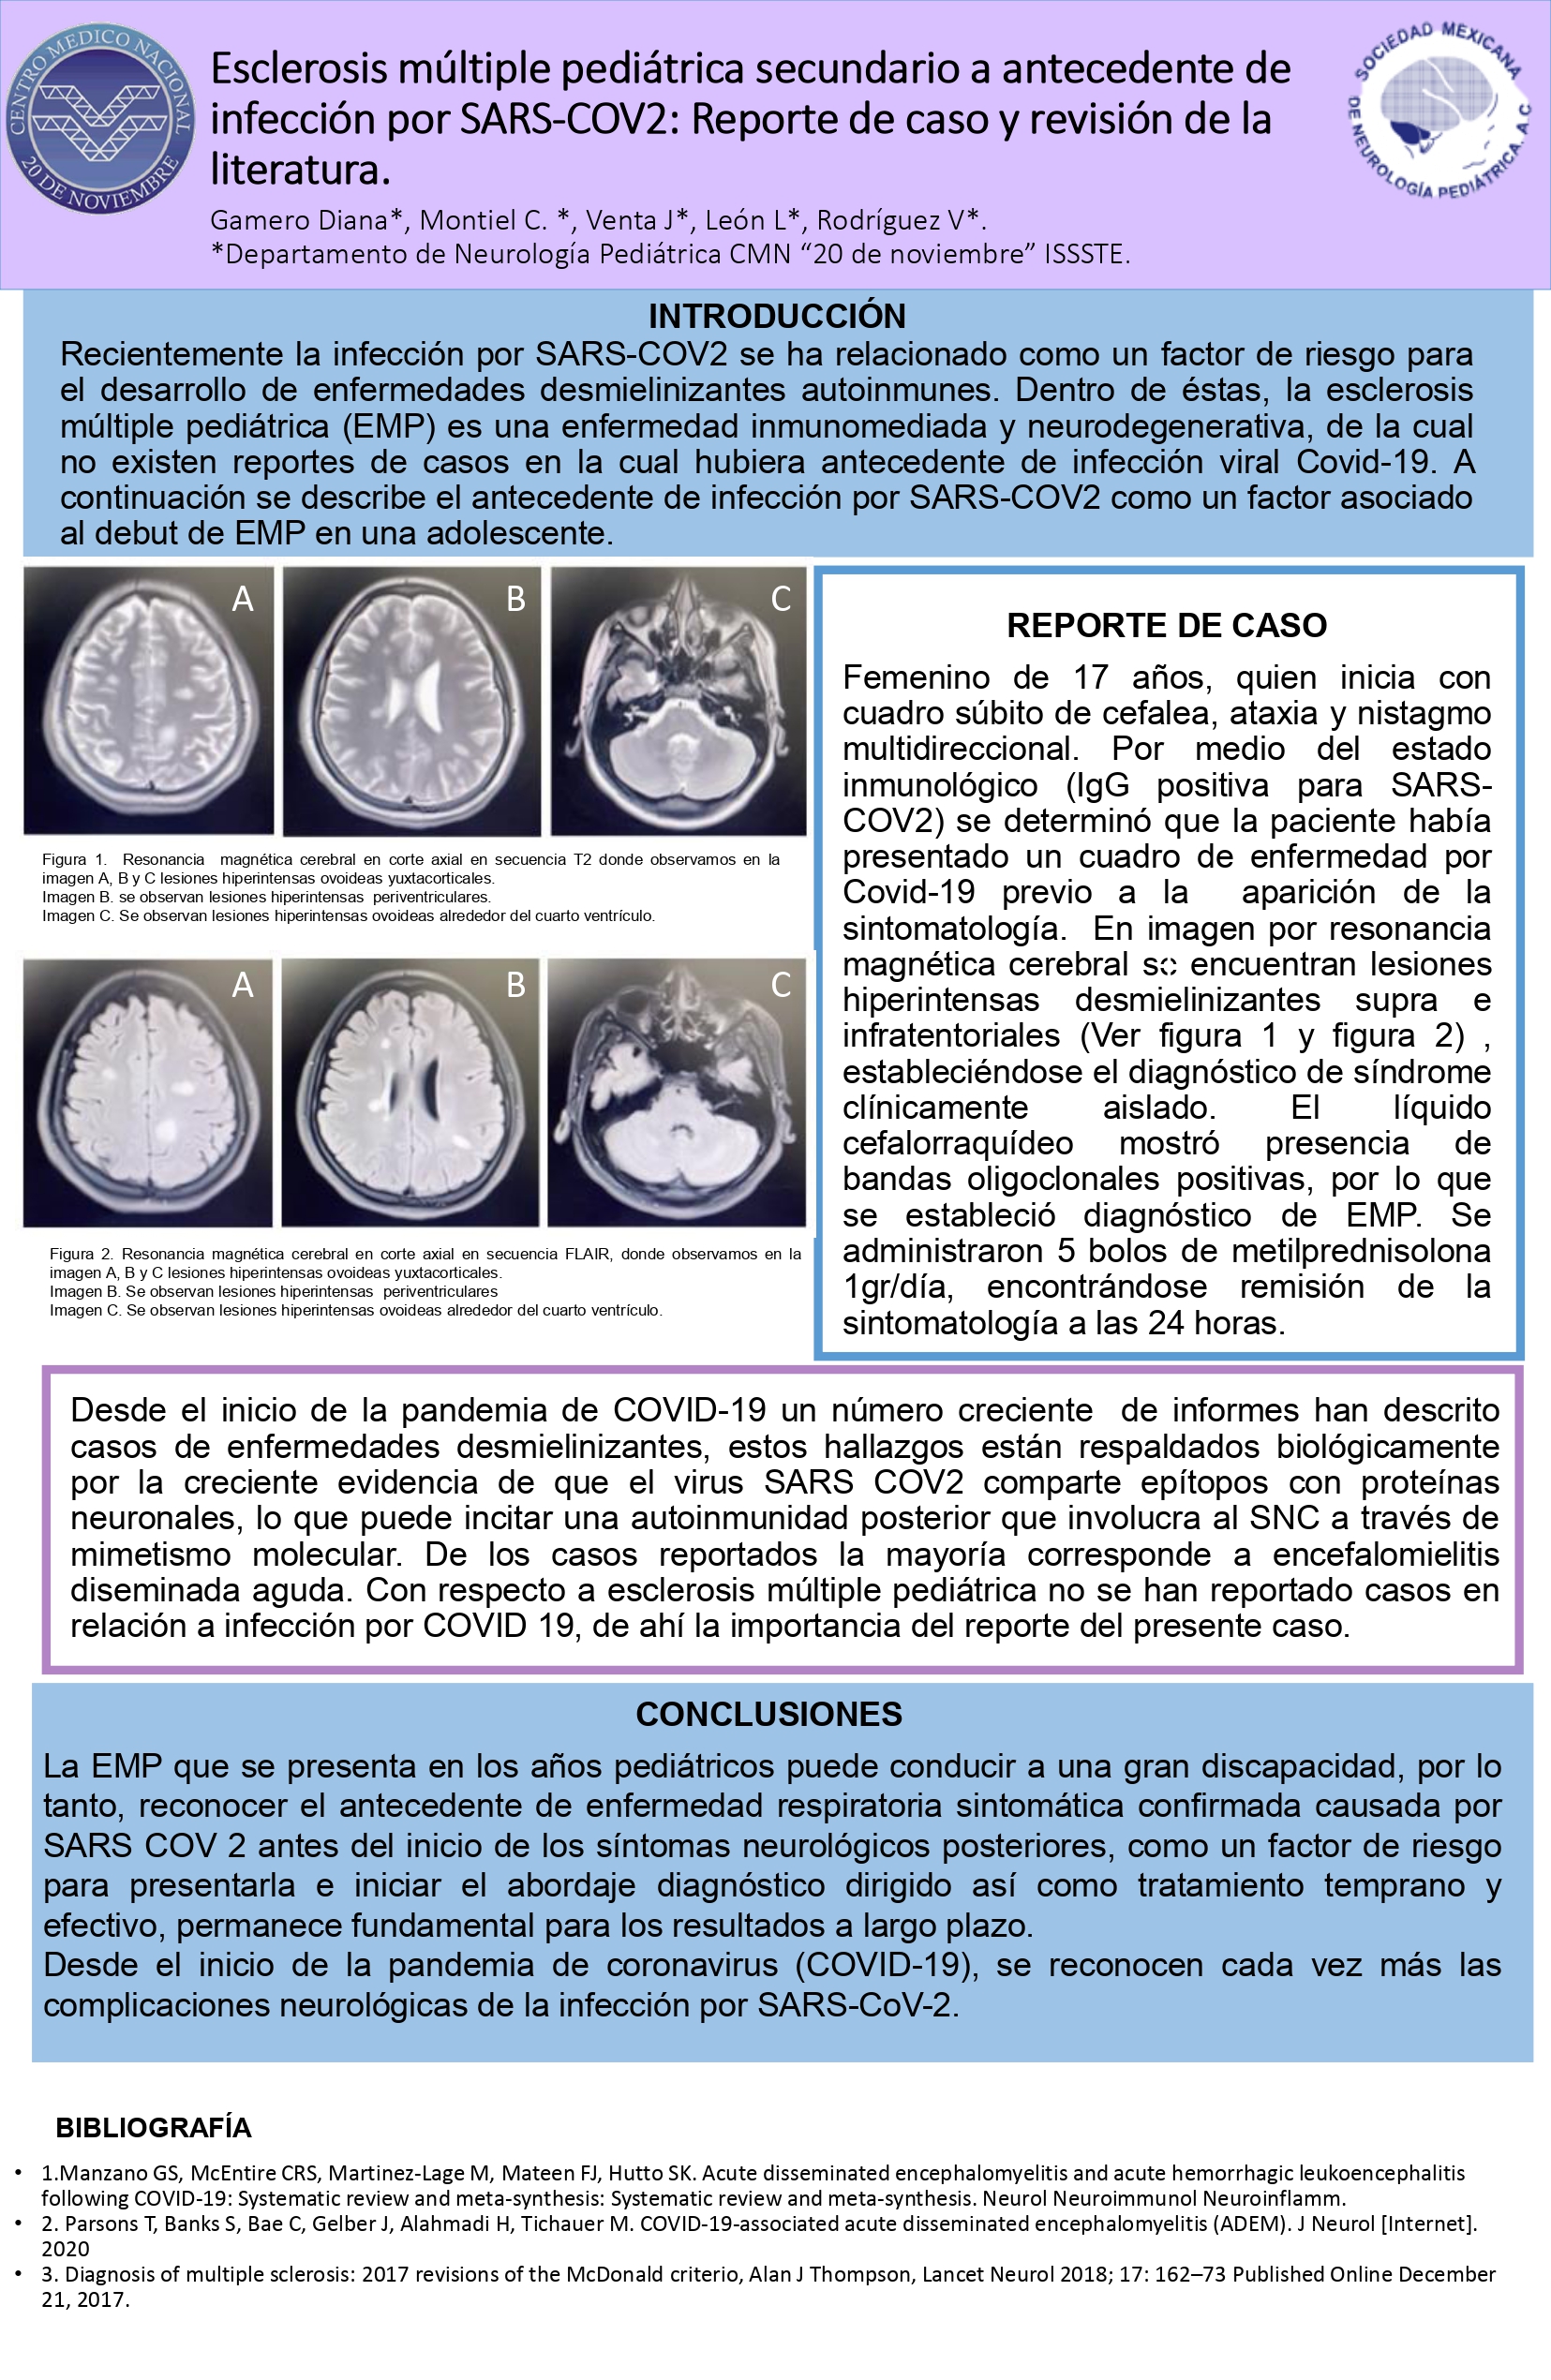 CENTRO MEDICO NACIONAL
20 DE NOVIEMBRE
Esclerosis múltiple pediátrica secundario a antecedente de
infección por SARS-COV2: Reporte de caso y revisión de la
literatura.
Gamero Diana*, Montiel C. *, Venta J*, León L*, Rodríguez V*.
*Departamento de Neurología Pediátrica CMN “20 de noviembre” ISSSTE.
SOCIEDAD MEXICANA
DE NEUROLOGÍA PEDIÁTRICA. A.C
INTRODUCCIÓN
Recientemente la infección por SARS-COV2 se ha relacionado como un factor de riesgo para
el desarrollo de enfermedades desmielinizantes autoinmunes. Dentro de éstas, la esclerosis
múltiple pediátrica (EMP) es una enfermedad inmunomediada y neurodegenerativa, de la cual
no existen reportes de casos en la cual hubiera antecedente de infección viral Covid-19. A
continuación se describe el antecedente de infección por SARS-COV2 como un factor asociado
al debut de EMP en una adolescente.
A
B
C
Figura 1. Resonancia magnética cerebral en corte axial en secuencia T2 donde observamos en la
imagen A, B y C lesiones hiperintensas ovoideas yuxtacorticales.
Imagen B. se observan lesiones hiperintensas periventriculares.
Imagen C. Se observan lesiones hiperintensas ovoideas alrededor del cuarto ventrículo.
A
B
C
Figura 2. Resonancia magnética cerebral en corte axial en secuencia FLAIR, donde observamos en la
imagen A, B y C lesiones hiperintensas ovoideas yuxtacorticales.
Imagen B. Se observan lesiones hiperintensas periventriculares
Imagen C. Se observan lesiones hiperintensas ovoideas alrededor del cuarto ventrículo.
REPORTE DE CASO
Femenino de 17 años, quien inicia con
cuadro súbito de cefalea, ataxia y nistagmo
multidireccional. Por medio del estado
inmunológico (IgG positiva para SARS-
COV2) se determinó que la paciente había
presentado un cuadro de enfermedad por
Covid-19 previo a la aparición de la
sintomatología. En imagen por resonancia
magnética cerebral se encuentran lesiones
hiperintensas desmielinizantes supra e
infratentoriales (Ver figura 1 y figura 2) ,
estableciéndose el diagnóstico de síndrome
clínicamente aislado. El líquido
cefalorraquídeo mostró presencia de
bandas oligoclonales positivas, por lo que
se estableció diagnóstico de EMP. Se
administraron 5 bolos de metilprednisolona
1gr/día, encontrándose remisión de la
sintomatología a las 24 horas.
Desde el inicio de la pandemia de COVID-19 un número creciente de informes han descrito
casos de enfermedades desmielinizantes, estos hallazgos están respaldados biológicamente
por la creciente evidencia de que el virus SARS COV2 comparte epítopos con proteínas
neuronales, lo que puede incitar una autoinmunidad posterior que involucra al SNC a través de
mimetismo molecular. De los casos reportados la mayoría corresponde a encefalomielitis
diseminada aguda. Con respecto a esclerosis múltiple pediátrica no se han reportado casos en
relación a infección por COVID 19, de ahí la importancia del reporte del presente caso.
CONCLUSIONES
La EMP que se presenta en los años pediátricos puede conducir a una gran discapacidad, por lo
tanto, reconocer el antecedente de enfermedad respiratoria sintomática confirmada causada por
SARS COV 2 antes del inicio de los síntomas neurológicos posteriores, como un factor de riesgo
para presentarla e iniciar el abordaje diagnóstico dirigido así como tratamiento temprano y
efectivo, permanece fundamental para los resultados a largo plazo.
Desde el inicio de la pandemia de coronavirus (COVID-19), se reconocen cada vez más las
complicaciones neurológicas de la infección por SARS-CoV-2.
BIBLIOGRAFÍA
• 1.Manzano GS, McEntire CRS, Martinez-Lage M, Mateen FJ, Hutto SK. Acute disseminated encephalomyelitis and acute hemorrhagic leukoencephalitis
following COVID-19: Systematic review and meta-synthesis: Systematic review and meta-synthesis. Neurol Neuroimmunol Neuroinflamm.
• 2. Parsons T, Banks S, Bae C, Gelber J, Alahmadi H, Tichauer M. COVID-19-associated acute disseminated encephalomyelitis (ADEM). J Neurol [Internet].
2020
• 3. Diagnosis of multiple sclerosis: 2017 revisions of the McDonald criterio, Alan J Thompson, Lancet Neurol 2018; 17: 162–73 Published Online December
21, 2017.